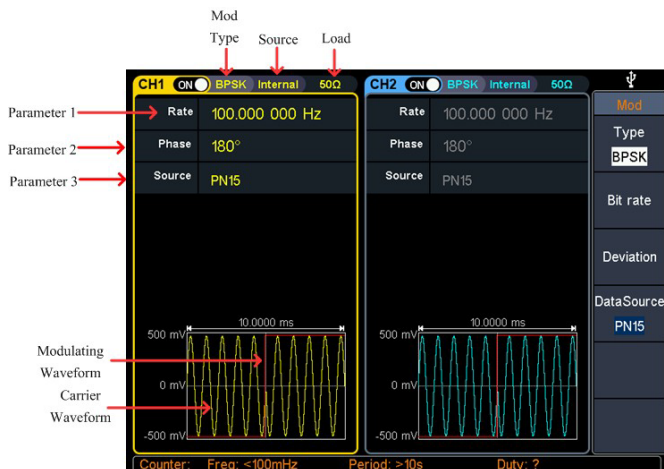 Mod
Type
Source
Load
CH1 ON BPSK Internal 50Ω
CH2 ON BPSK Internal 50Ω
Parameter 1
Rate 100.000 000 Hz
Rate 100.000 000 Hz
Mod
Parameter 2
Phase 180°
Phase 180°
Type
BPSK
Parameter 3
Source PN15
Source PN15
Bit rate
Deviation
DataSource
PN15
10.0000 ms
10.0000 ms
500 mV
500 mV
Modulating
Waveform
0 mV
0 mV
Carrier
Waveform
-500 mV
-500 mV
Counter: Freq: <100mHz Period: >10s Duty: ?